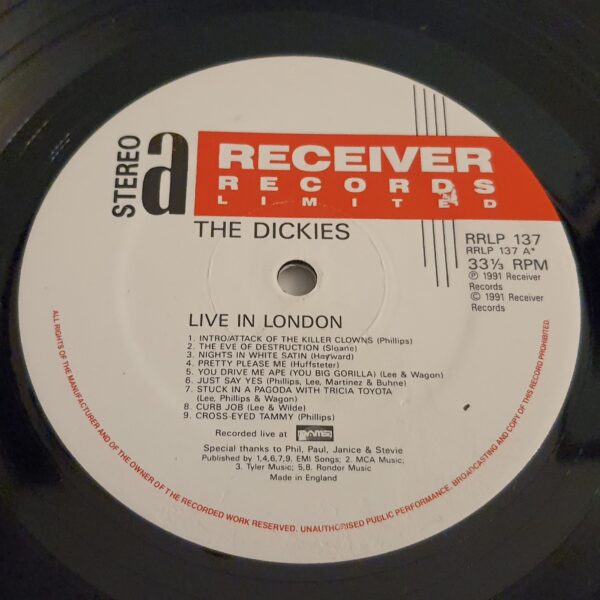 STEREO
a
RECEIVER
RECORDS
LIMITED
THE DICKIES
RRLP 137
RRLP 137 A*
33⅓ RPM
℗ 1991 Receiver
Records
© 1991 Receiver
Records
LIVE IN LONDON
1. INTRO/ATTACK OF THE KILLER CLOWNS (Phillips)
2. THE EVE OF DESTRUCTION (Sloane)
3. NIGHTS IN WHITE SATIN (Hayward)
4. PRETTY PLEASE ME (Huffsteter)
5. YOU DRIVE ME APE (YOU BIG GORILLA) (Lee & Wagon)
6. JUST SAY YES (Phillips, Lee, Martinez & Buhne)
7. STUCK IN A PAGODA WITH TRICIA TOYOTA
(Lee, Phillips & Wagon)
8. CURB JOB (Lee & Wilde)
9. CROSS-EYED TAMMY (Phillips)
Recorded live at
Special thanks to Phil, Paul, Janice & Stevie
Published by 1,4,6,7,9. EMI Songs; 2. MCA Music;
3. Tyler Music; 5,8. Rondor Music
Made in England
ALL RIGHTS OF THE MANUFACTURER AND OF THE OWNER OF THE RECORDED WORK RESERVED. UNAUTHORISED PUBLIC PERFORMANCE, BROADCASTING AND COPY OF THIS RECORD PROHIBITED.